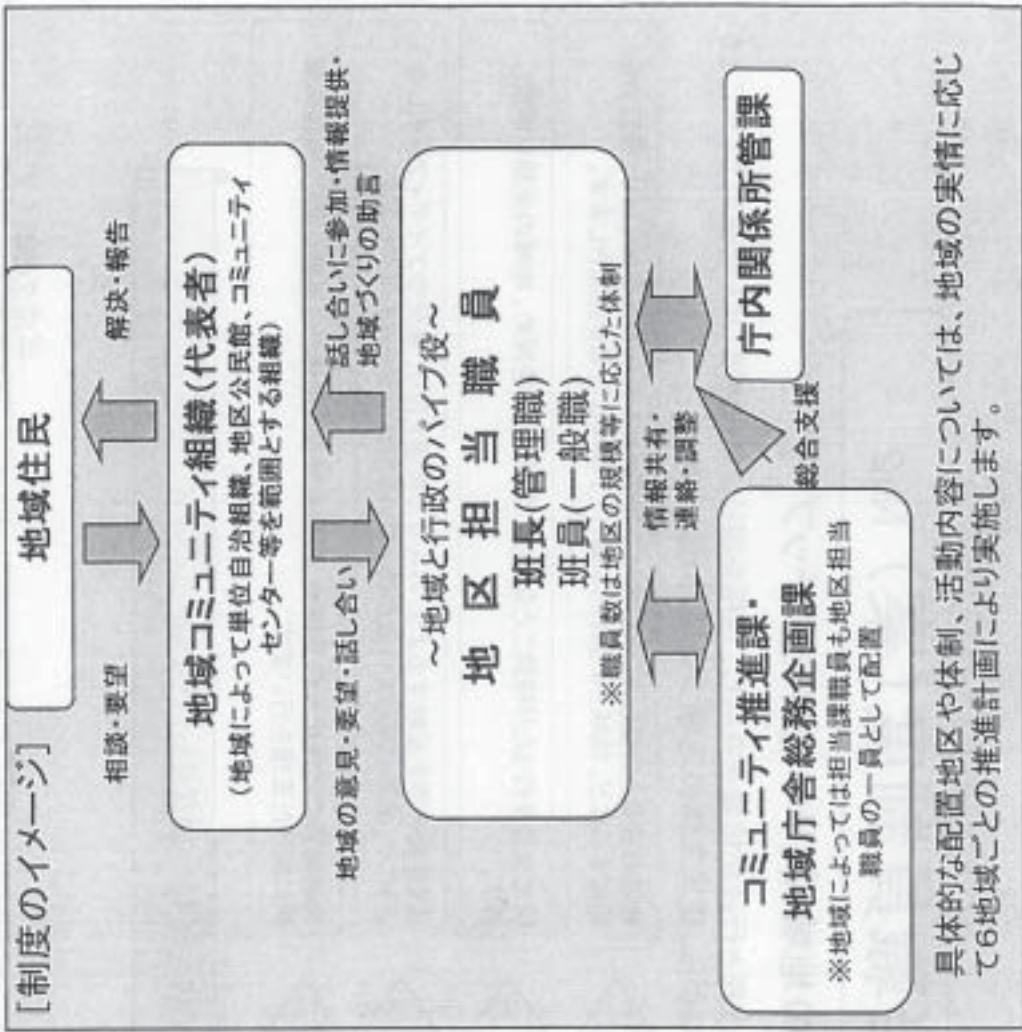 [制度のイメージ]
地域住民
相談・要望
解決・報告
地域コミュニティ組織(代表者)
(地域によって単位自治組織、地区公民館、コミュニティ
センター等を範囲とする組織)
地域の意見・要望・話し合い
話し合いに参加・情報提供・
地域づくりの助言
~地域と行政のパイプ役~
地区担当職員
班長(管理職)
班員(一般職)
※職員数は地区の規模等に応じた体制
情報共有・
連絡・調整
コミュニティ推進課・
地域庁舎総務企画課
※地域によっては担当課職員も地区担当
職員の一員として配置
総合支援
庁内関係所管課
具体的な配置地区や体制、活動内容については、地域の実情に応じ
て6地域ごとの推進計画により実施します。